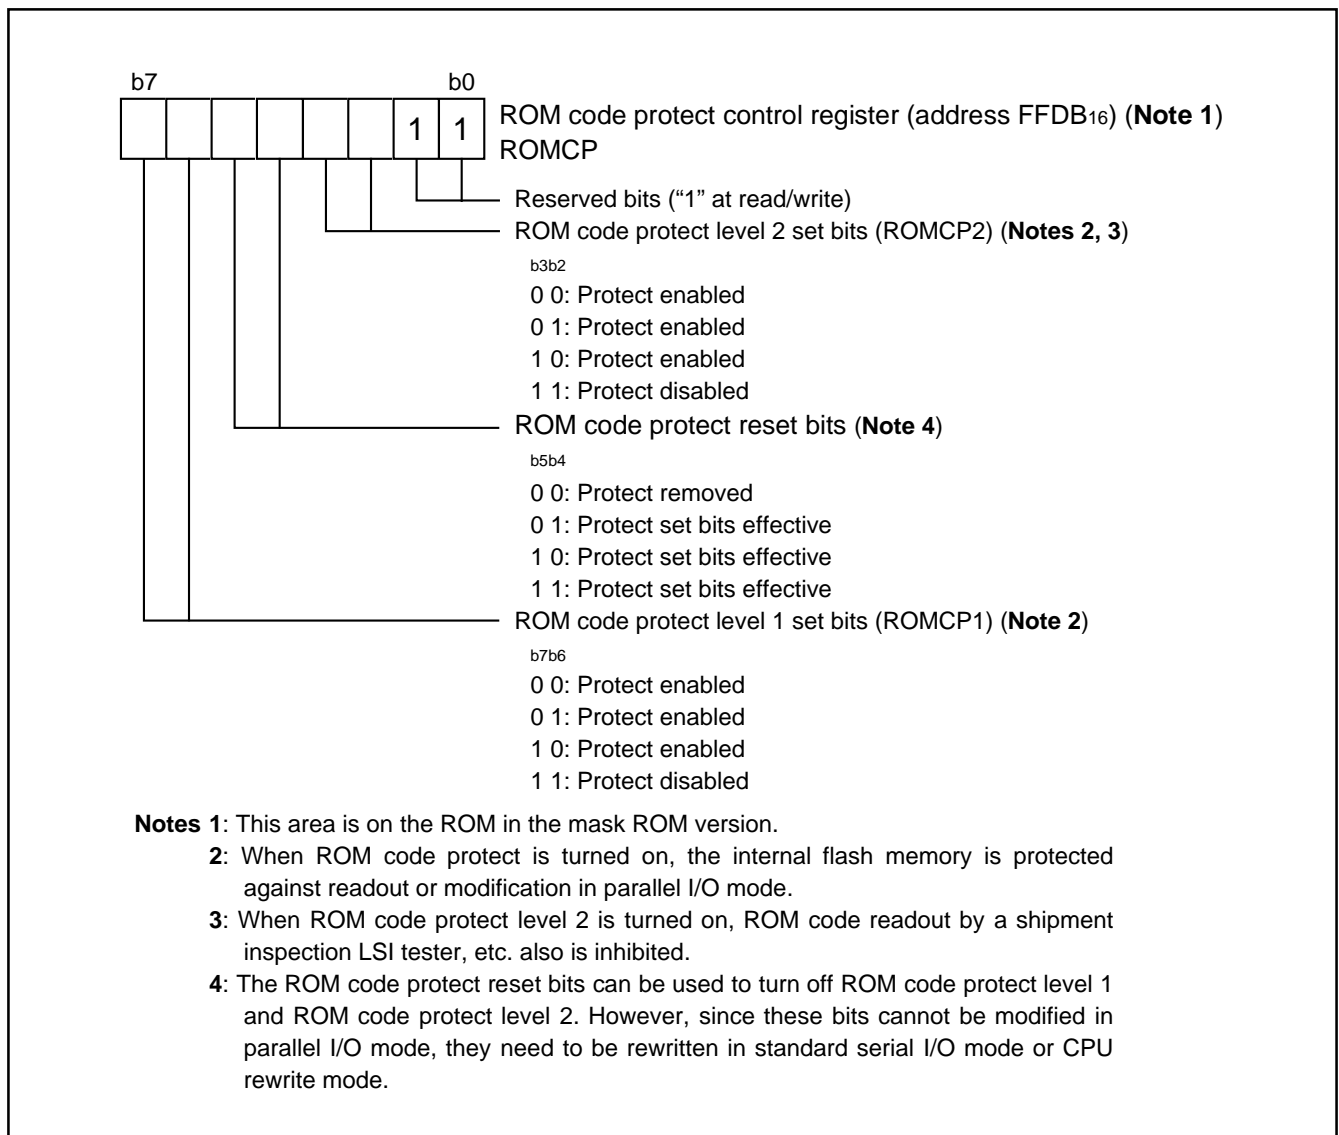 b7 b0
1 1
ROM code protect control register (address FFDB16) (Note 1)
ROMCP
Reserved bits (“1” at read/write)
ROM code protect level 2 set bits (ROMCP2) (Notes 2, 3)
b3b2
0 0: Protect enabled
0 1: Protect enabled
1 0: Protect enabled
1 1: Protect disabled
ROM code protect reset bits (Note 4)
b5b4
0 0: Protect removed
0 1: Protect set bits effective
1 0: Protect set bits effective
1 1: Protect set bits effective
ROM code protect level 1 set bits (ROMCP1) (Note 2)
b7b6
0 0: Protect enabled
0 1: Protect enabled
1 0: Protect enabled
1 1: Protect disabled
Notes 1: This area is on the ROM in the mask ROM version.
2: When ROM code protect is turned on, the internal flash memory is protected
against readout or modification in parallel I/O mode.
3: When ROM code protect level 2 is turned on, ROM code readout by a shipment
inspection LSI tester, etc. also is inhibited.
4: The ROM code protect reset bits can be used to turn off ROM code protect level 1
and ROM code protect level 2. However, since these bits cannot be modified in
parallel I/O mode, they need to be rewritten in standard serial I/O mode or CPU
rewrite mode.